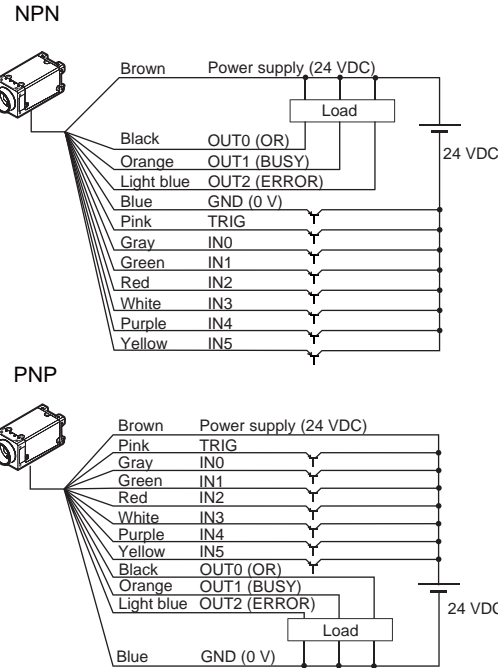 NPN
Brown Power supply (24 VDC)
Load
Black OUT0 (OR)
24 VDC
Orange OUT1 (BUSY)
Light blue OUT2 (ERROR)
Blue GND (0 V)
Pink TRIG
Gray IN0
Green IN1
Red IN2
White IN3
Purple IN4
Yellow IN5
PNP
Brown Power supply (24 VDC)
Pink TRIG
Gray IN0
Green IN1
Red IN2
White IN3
Purple IN4
Yellow IN5
Black OUT0 (OR)
Orange OUT1 (BUSY)
Light blue OUT2 (ERROR)
24 VDC
Load
Blue GND (0 V)